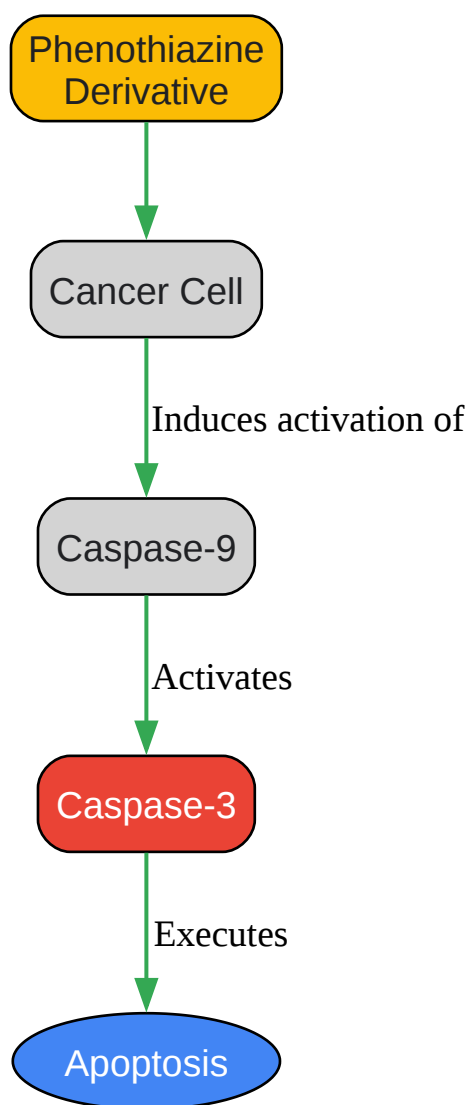 Phenothiazine
Derivative
Cancer Cell
Induces activation of
Caspase-9
Activates
Caspase-3
Executes
Apoptosis